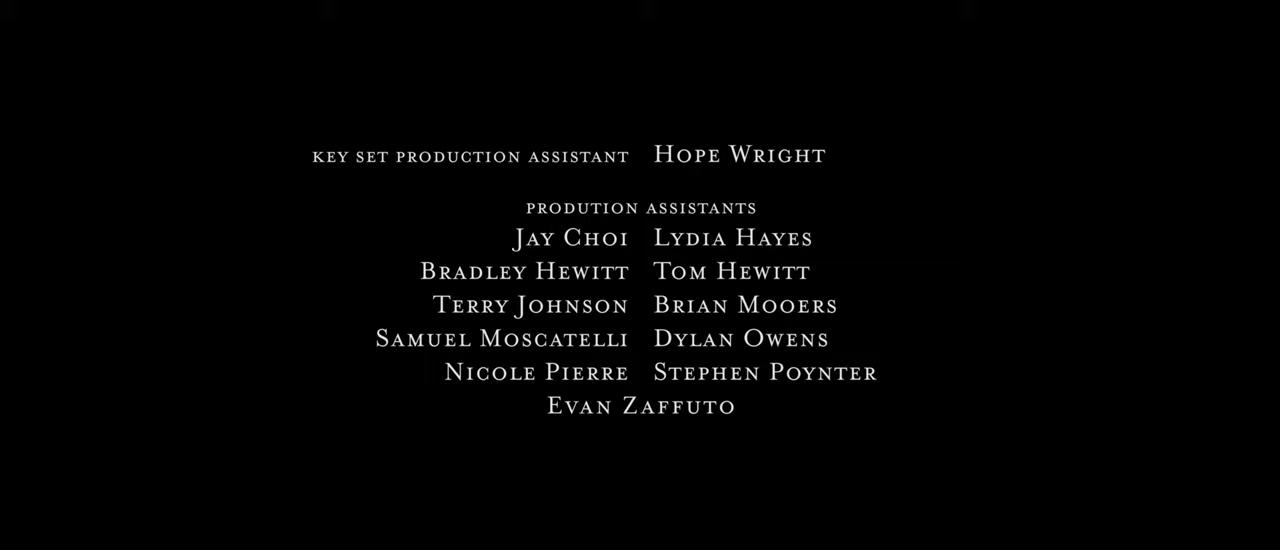 KEY SET PRODUCTION ASSISTANT HOPE WRIGHT
PRODUTION ASSISTANTS
JAY CHOI LYDIA HAYES
BRADLEY HEWITT TOM HEWITT
TERRY JOHNSON BRIAN MOOERS
SAMUEL MOSCATELLI DYLAN OWENS
NICOLE PIERRE STEPHEN POYNTER
EVAN ZAFFUTO